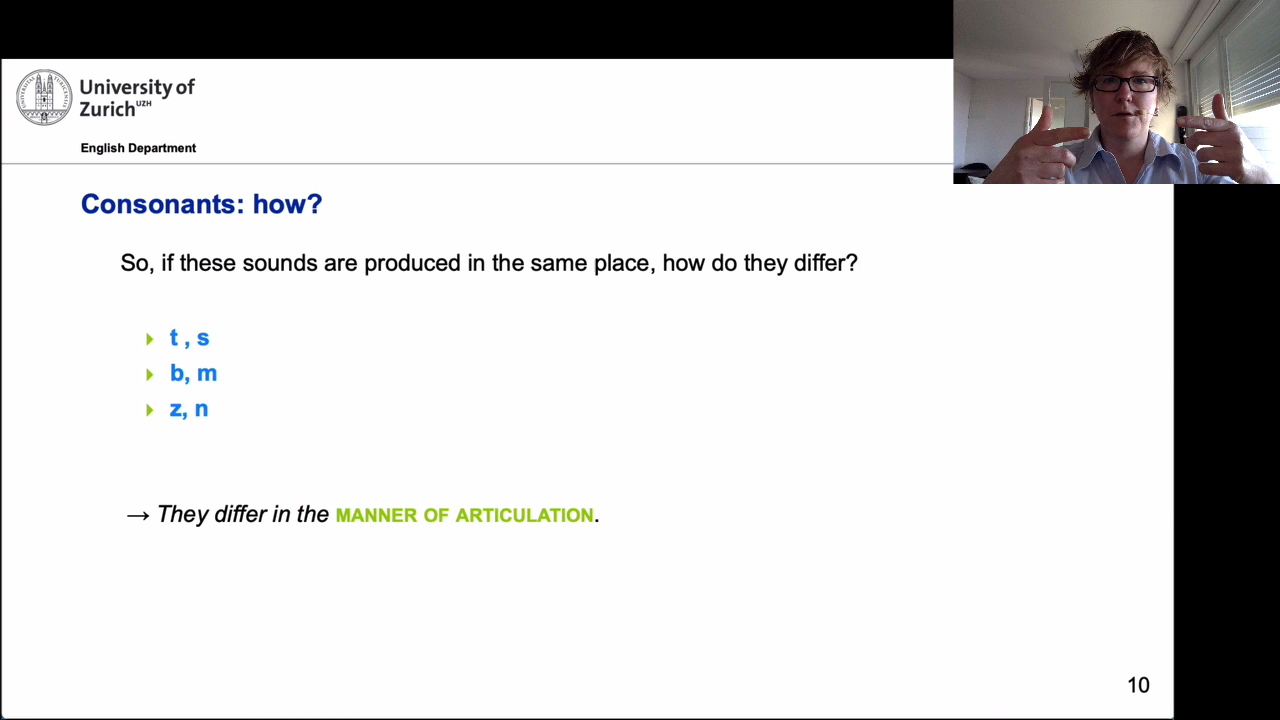 University of
Zurich UZH
English Department
Consonants: how?
So, if these sounds are produced in the same place, how do they differ?
t , s
b, m
z, n
→ They differ in the MANNER OF ARTICULATION.
10